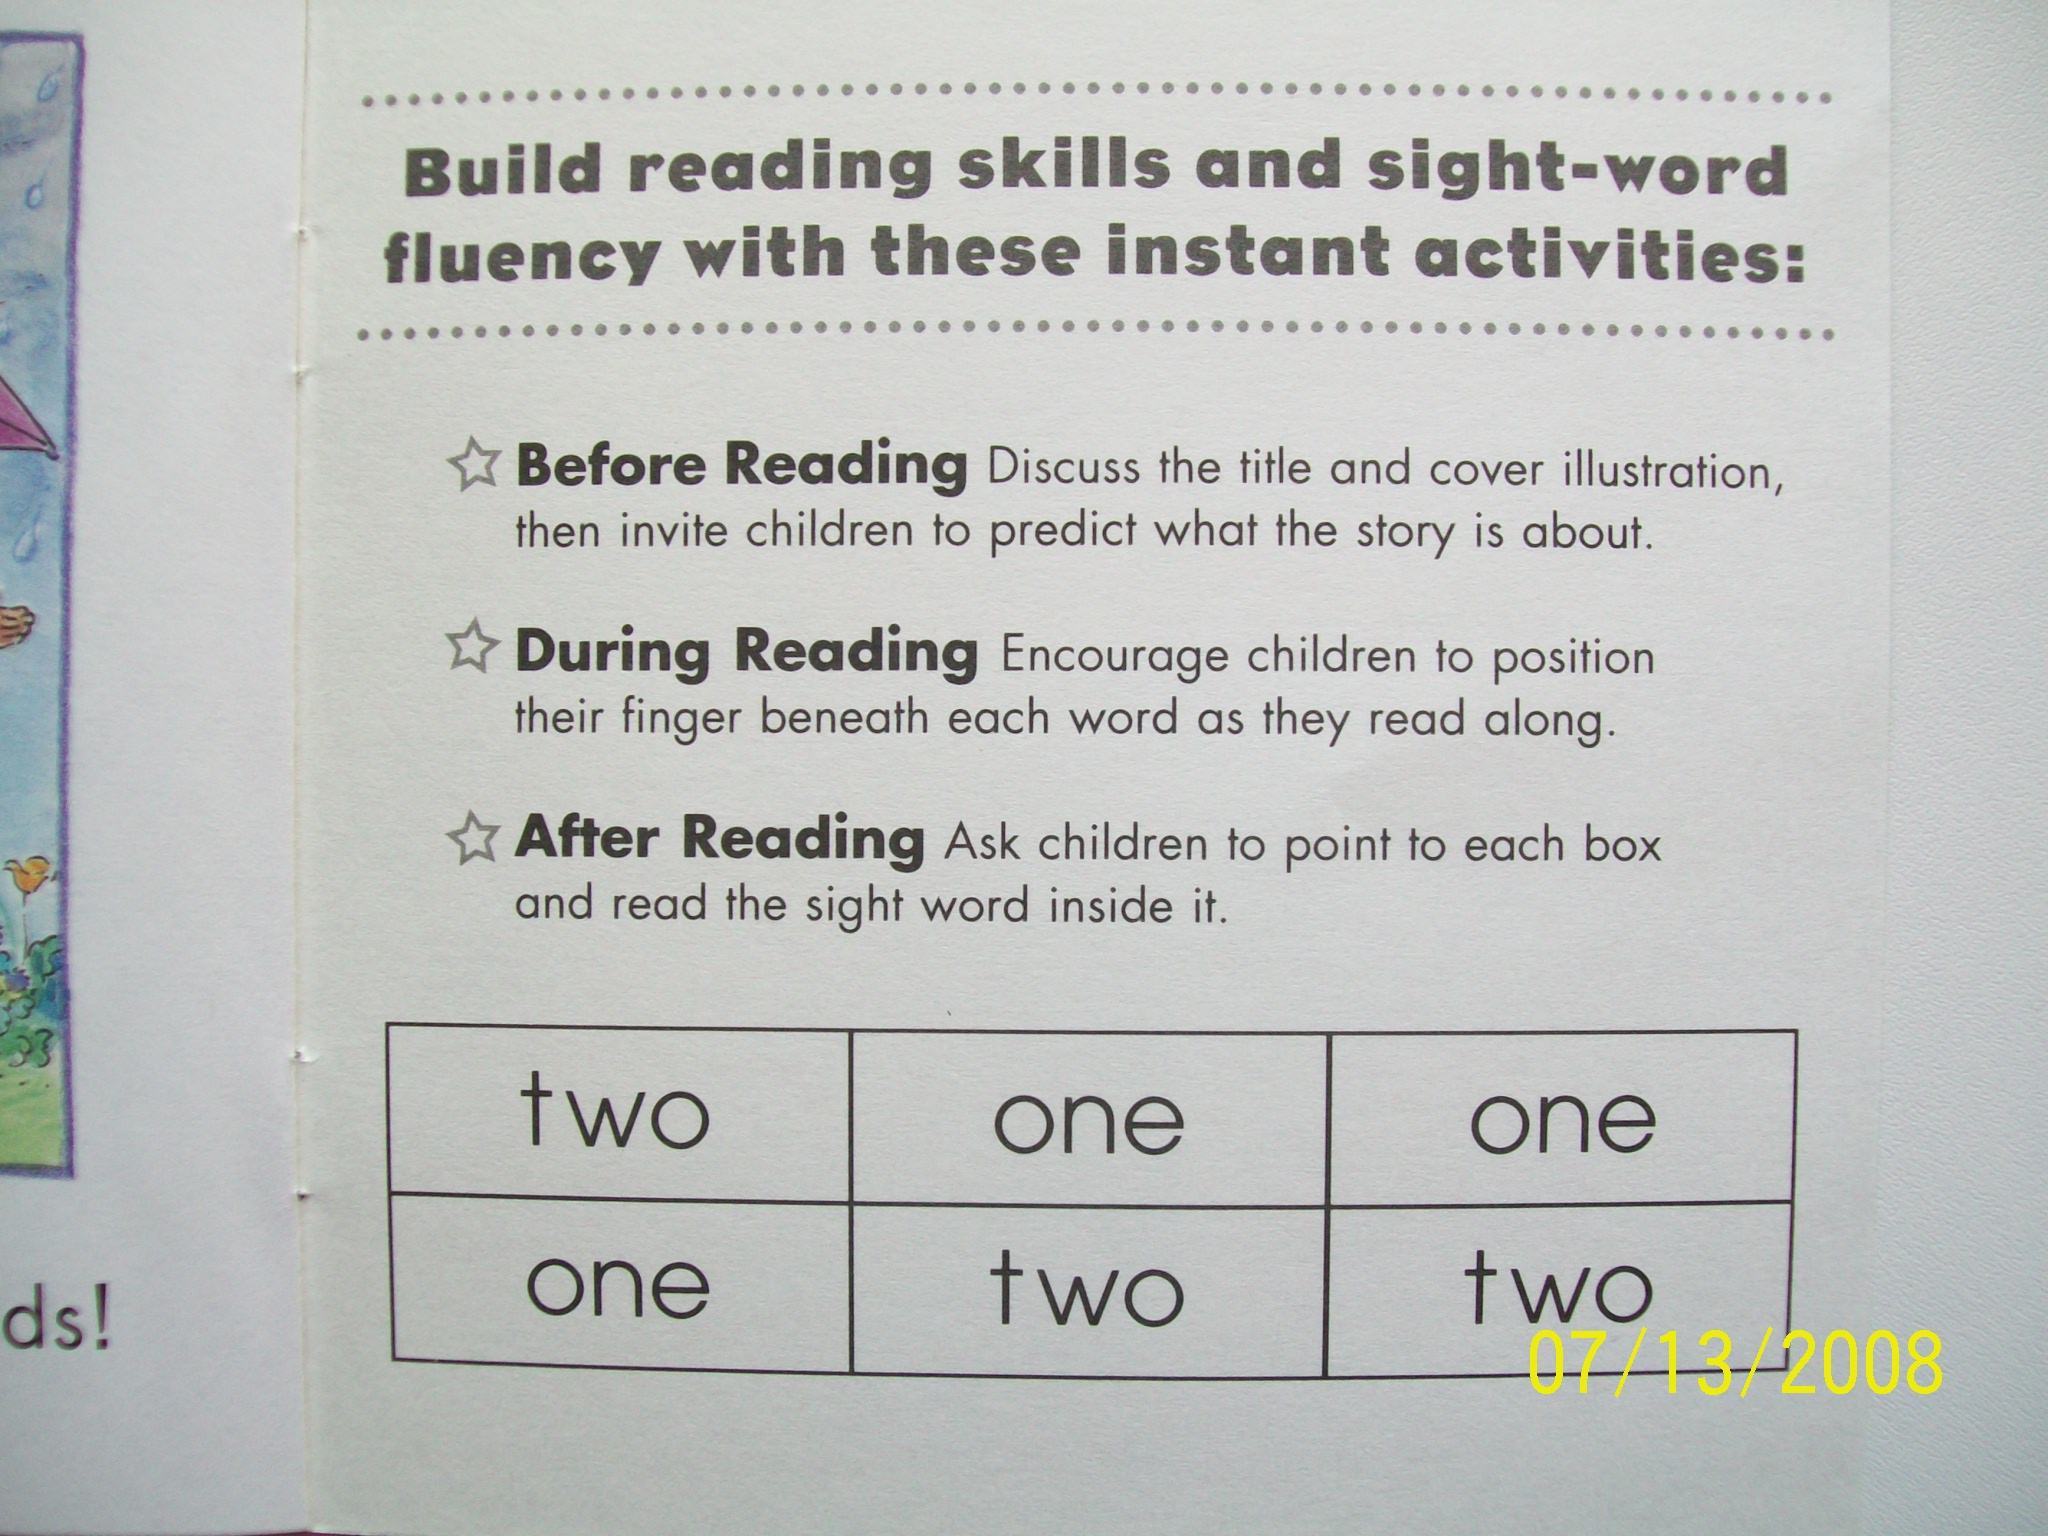 ds!
Build reading skills and sight-word
fluency with these instant activities:
Before Reading Discuss the title and cover illustration,
then invite children to predict what the story is about.
During Reading Encourage children to position
their finger beneath each word as they read along.
After Reading Ask children to point to each box
and read the sight word inside it.
two one one
one two two
07/13/2008